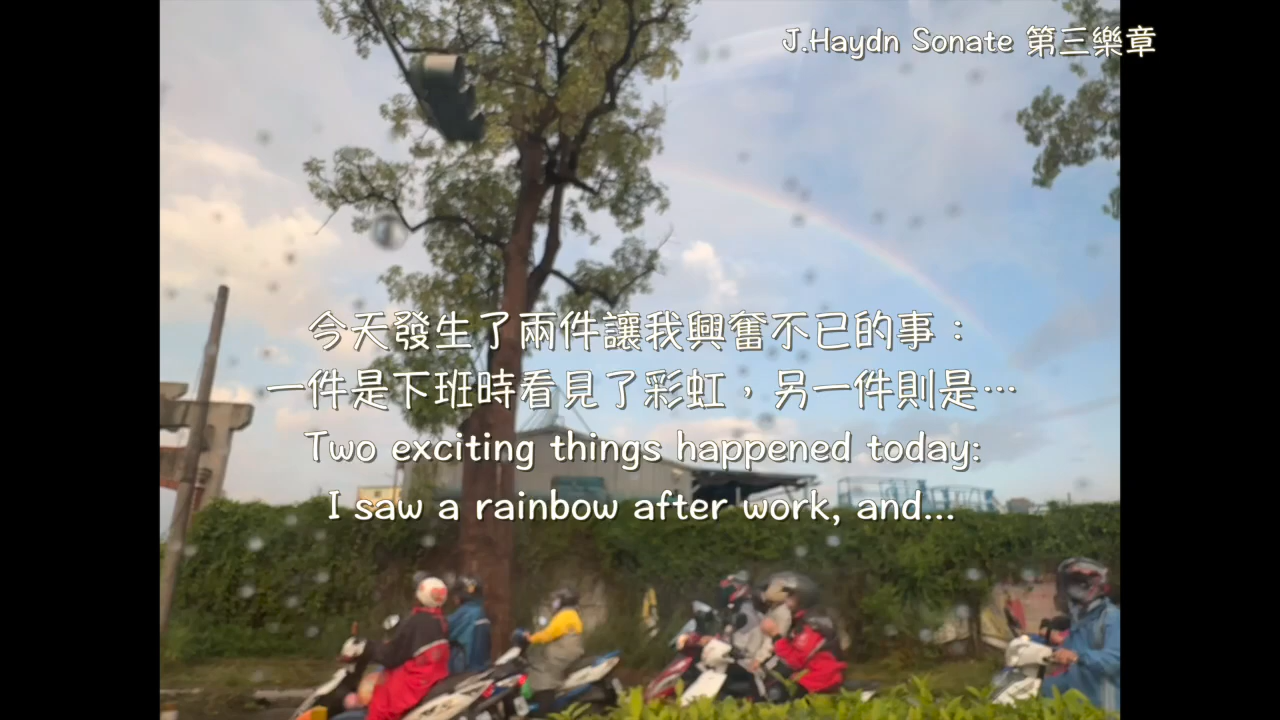 J.Haydn Sonate 第三樂章
今天發生了兩件讓我興奮不已的事：
一件是下班時看見了彩虹，另一件則是…
Two exciting things happened today:
I saw a rainbow after work, and...